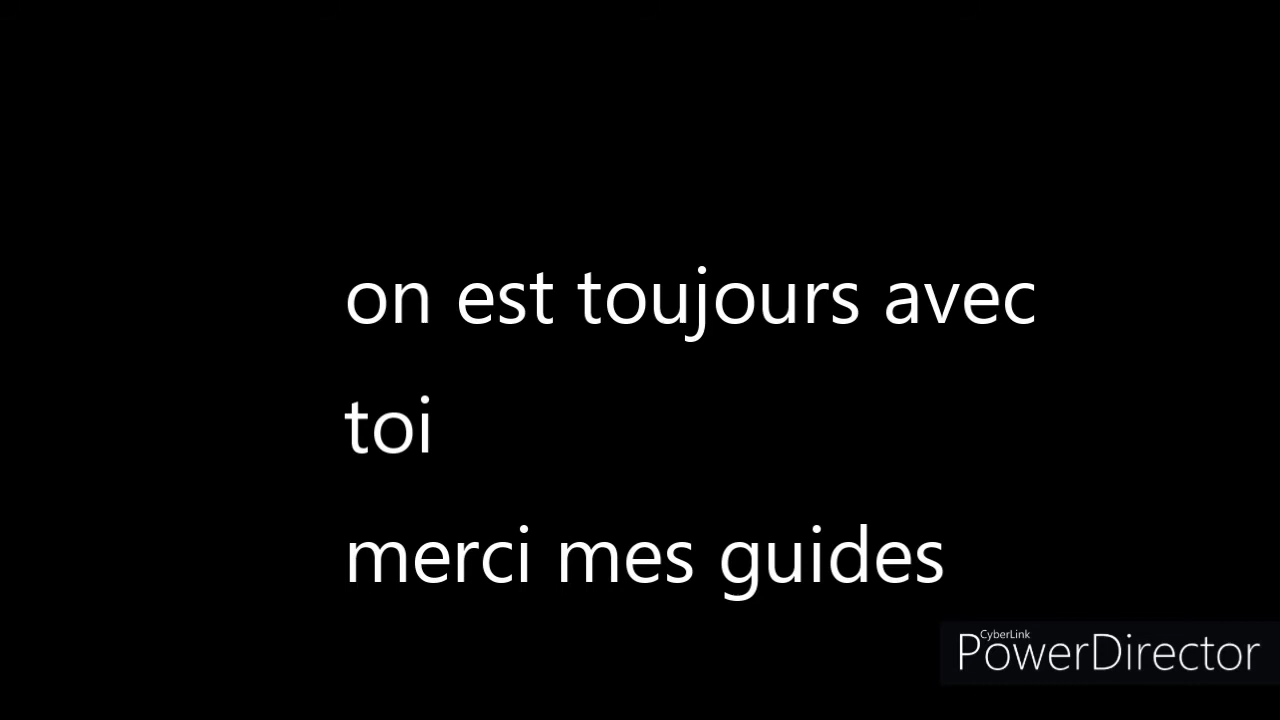 on est toujours avec
toi
merci mes guides
CyberLink
PowerDirector